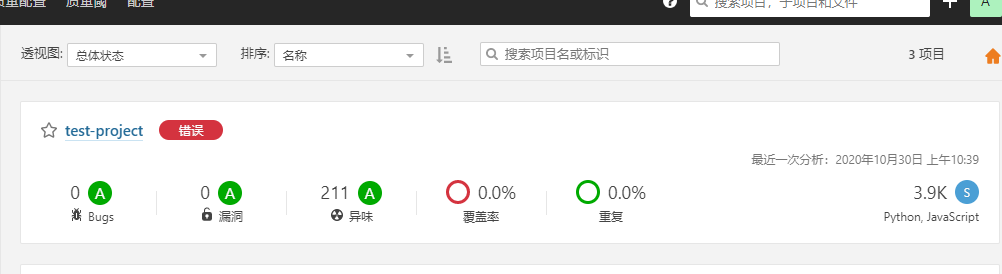 质量配置 质量阈 配置 ? 搜索项目，子项目和文件 + A
透视图: 总体状态 排序: 名称 搜索项目名或标识 3 项目
test-project 错误
最近一次分析：2020年10月30日 上午10:39
0 A 0 A 211 A 0.0% 0.0% 3.9K S
Bugs 漏洞 异味 覆盖率 重复 Python, JavaScript